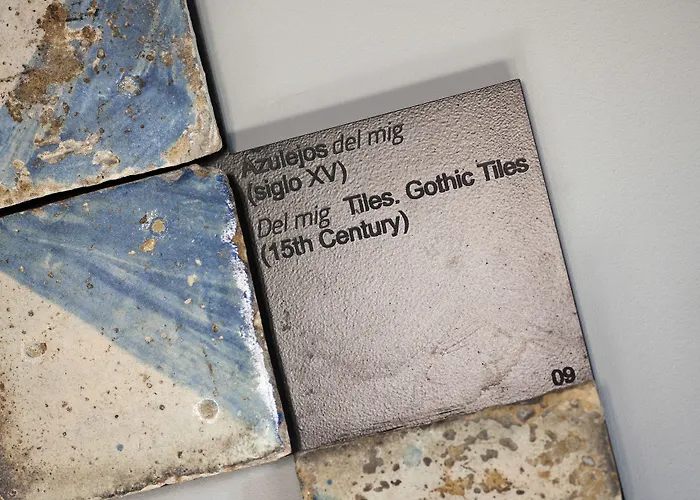 Azulejos del mig
(siglo XV)
Del mig Tiles. Gothic Tiles
(15th Century)
09